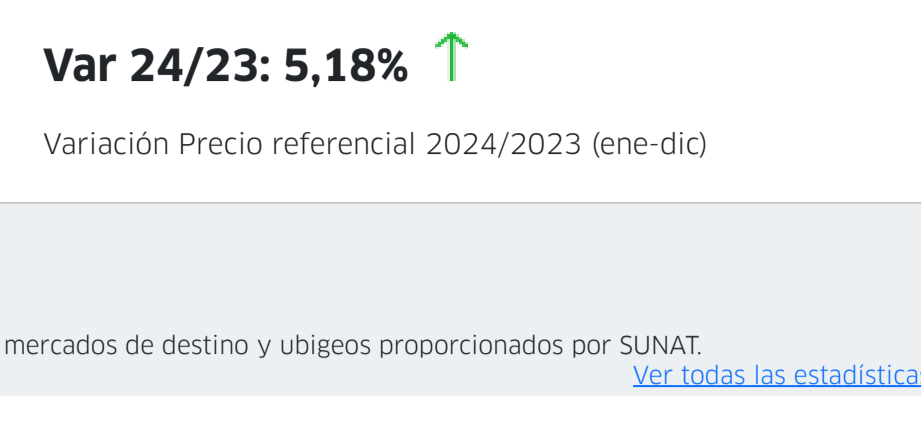 Var 24/23: 5,18%
Variación Precio referencial 2024/2023 (ene-dic)
mercados de destino y ubigeos proporcionados por SUNAT.
Ver todas las estadísticas